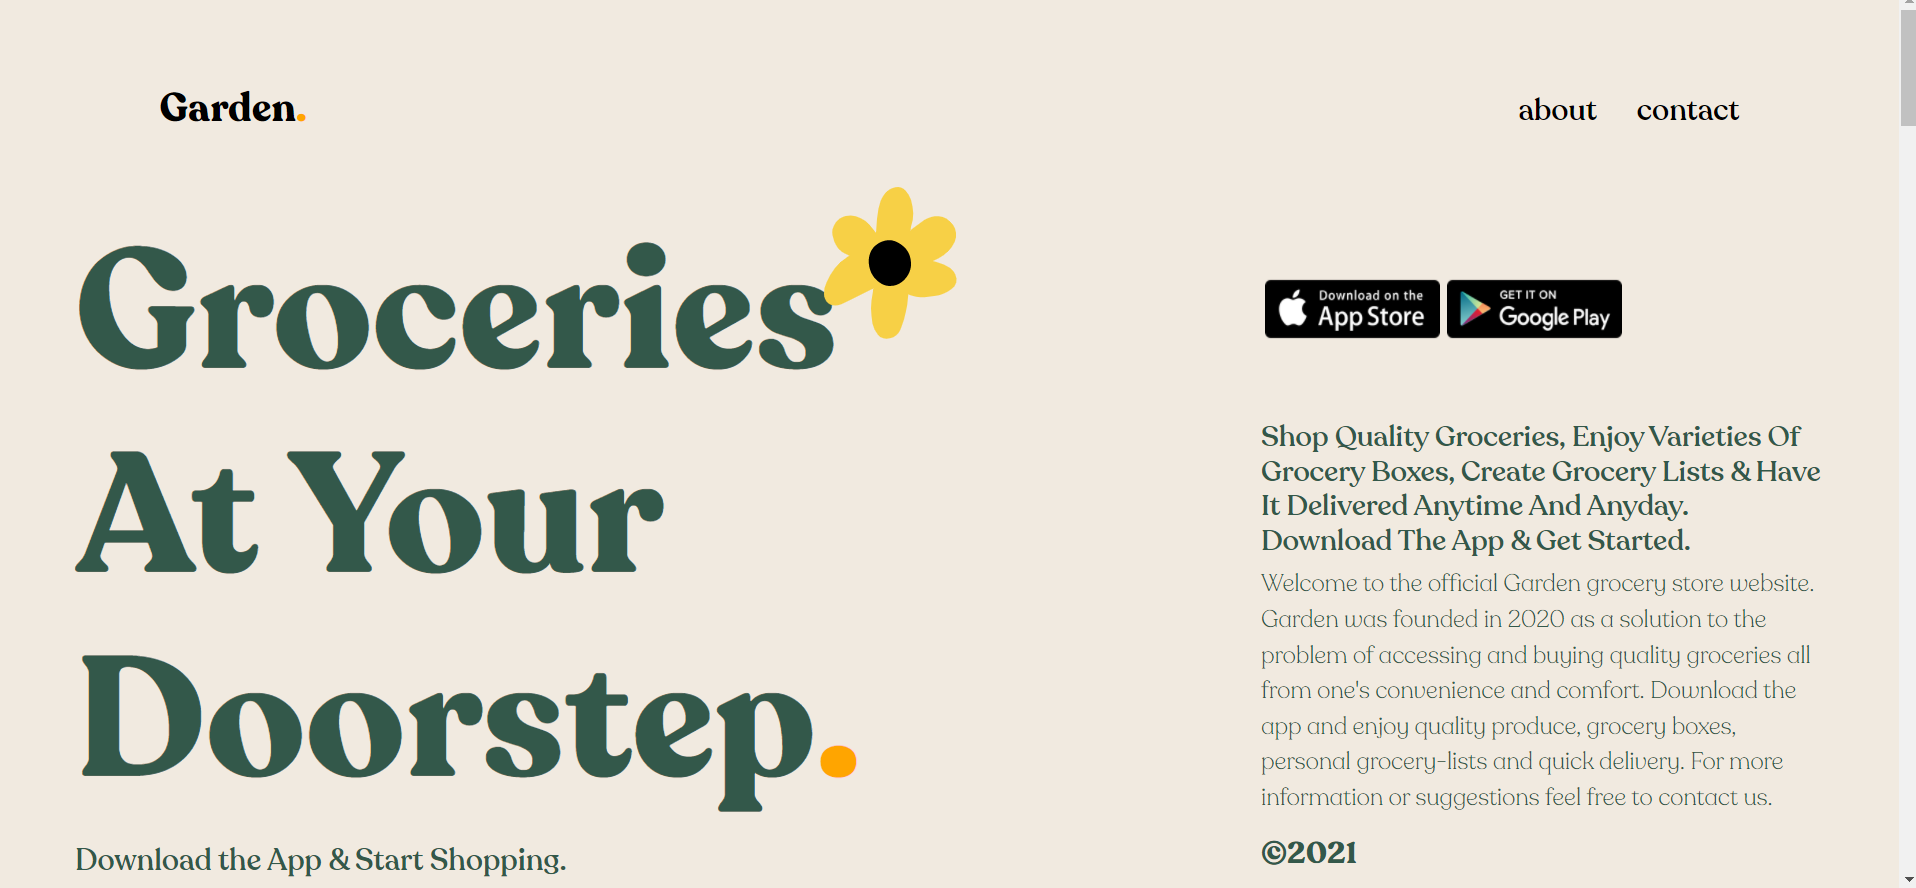 Garden.
about contact
Groceries
At Your
Doorstep.
Download the App & Start Shopping.
Download on the
App Store
GET IT ON
Google Play
Shop Quality Groceries, Enjoy Varieties Of
Grocery Boxes, Create Grocery Lists & Have
It Delivered Anytime And Anyday.
Download The App & Get Started.
Welcome to the official Garden grocery store website.
Garden was founded in 2020 as a solution to the
problem of accessing and buying quality groceries all
from one's convenience and comfort. Download the
app and enjoy quality produce, grocery boxes,
personal grocery-lists and quick delivery. For more
information or suggestions feel free to contact us.
©2021